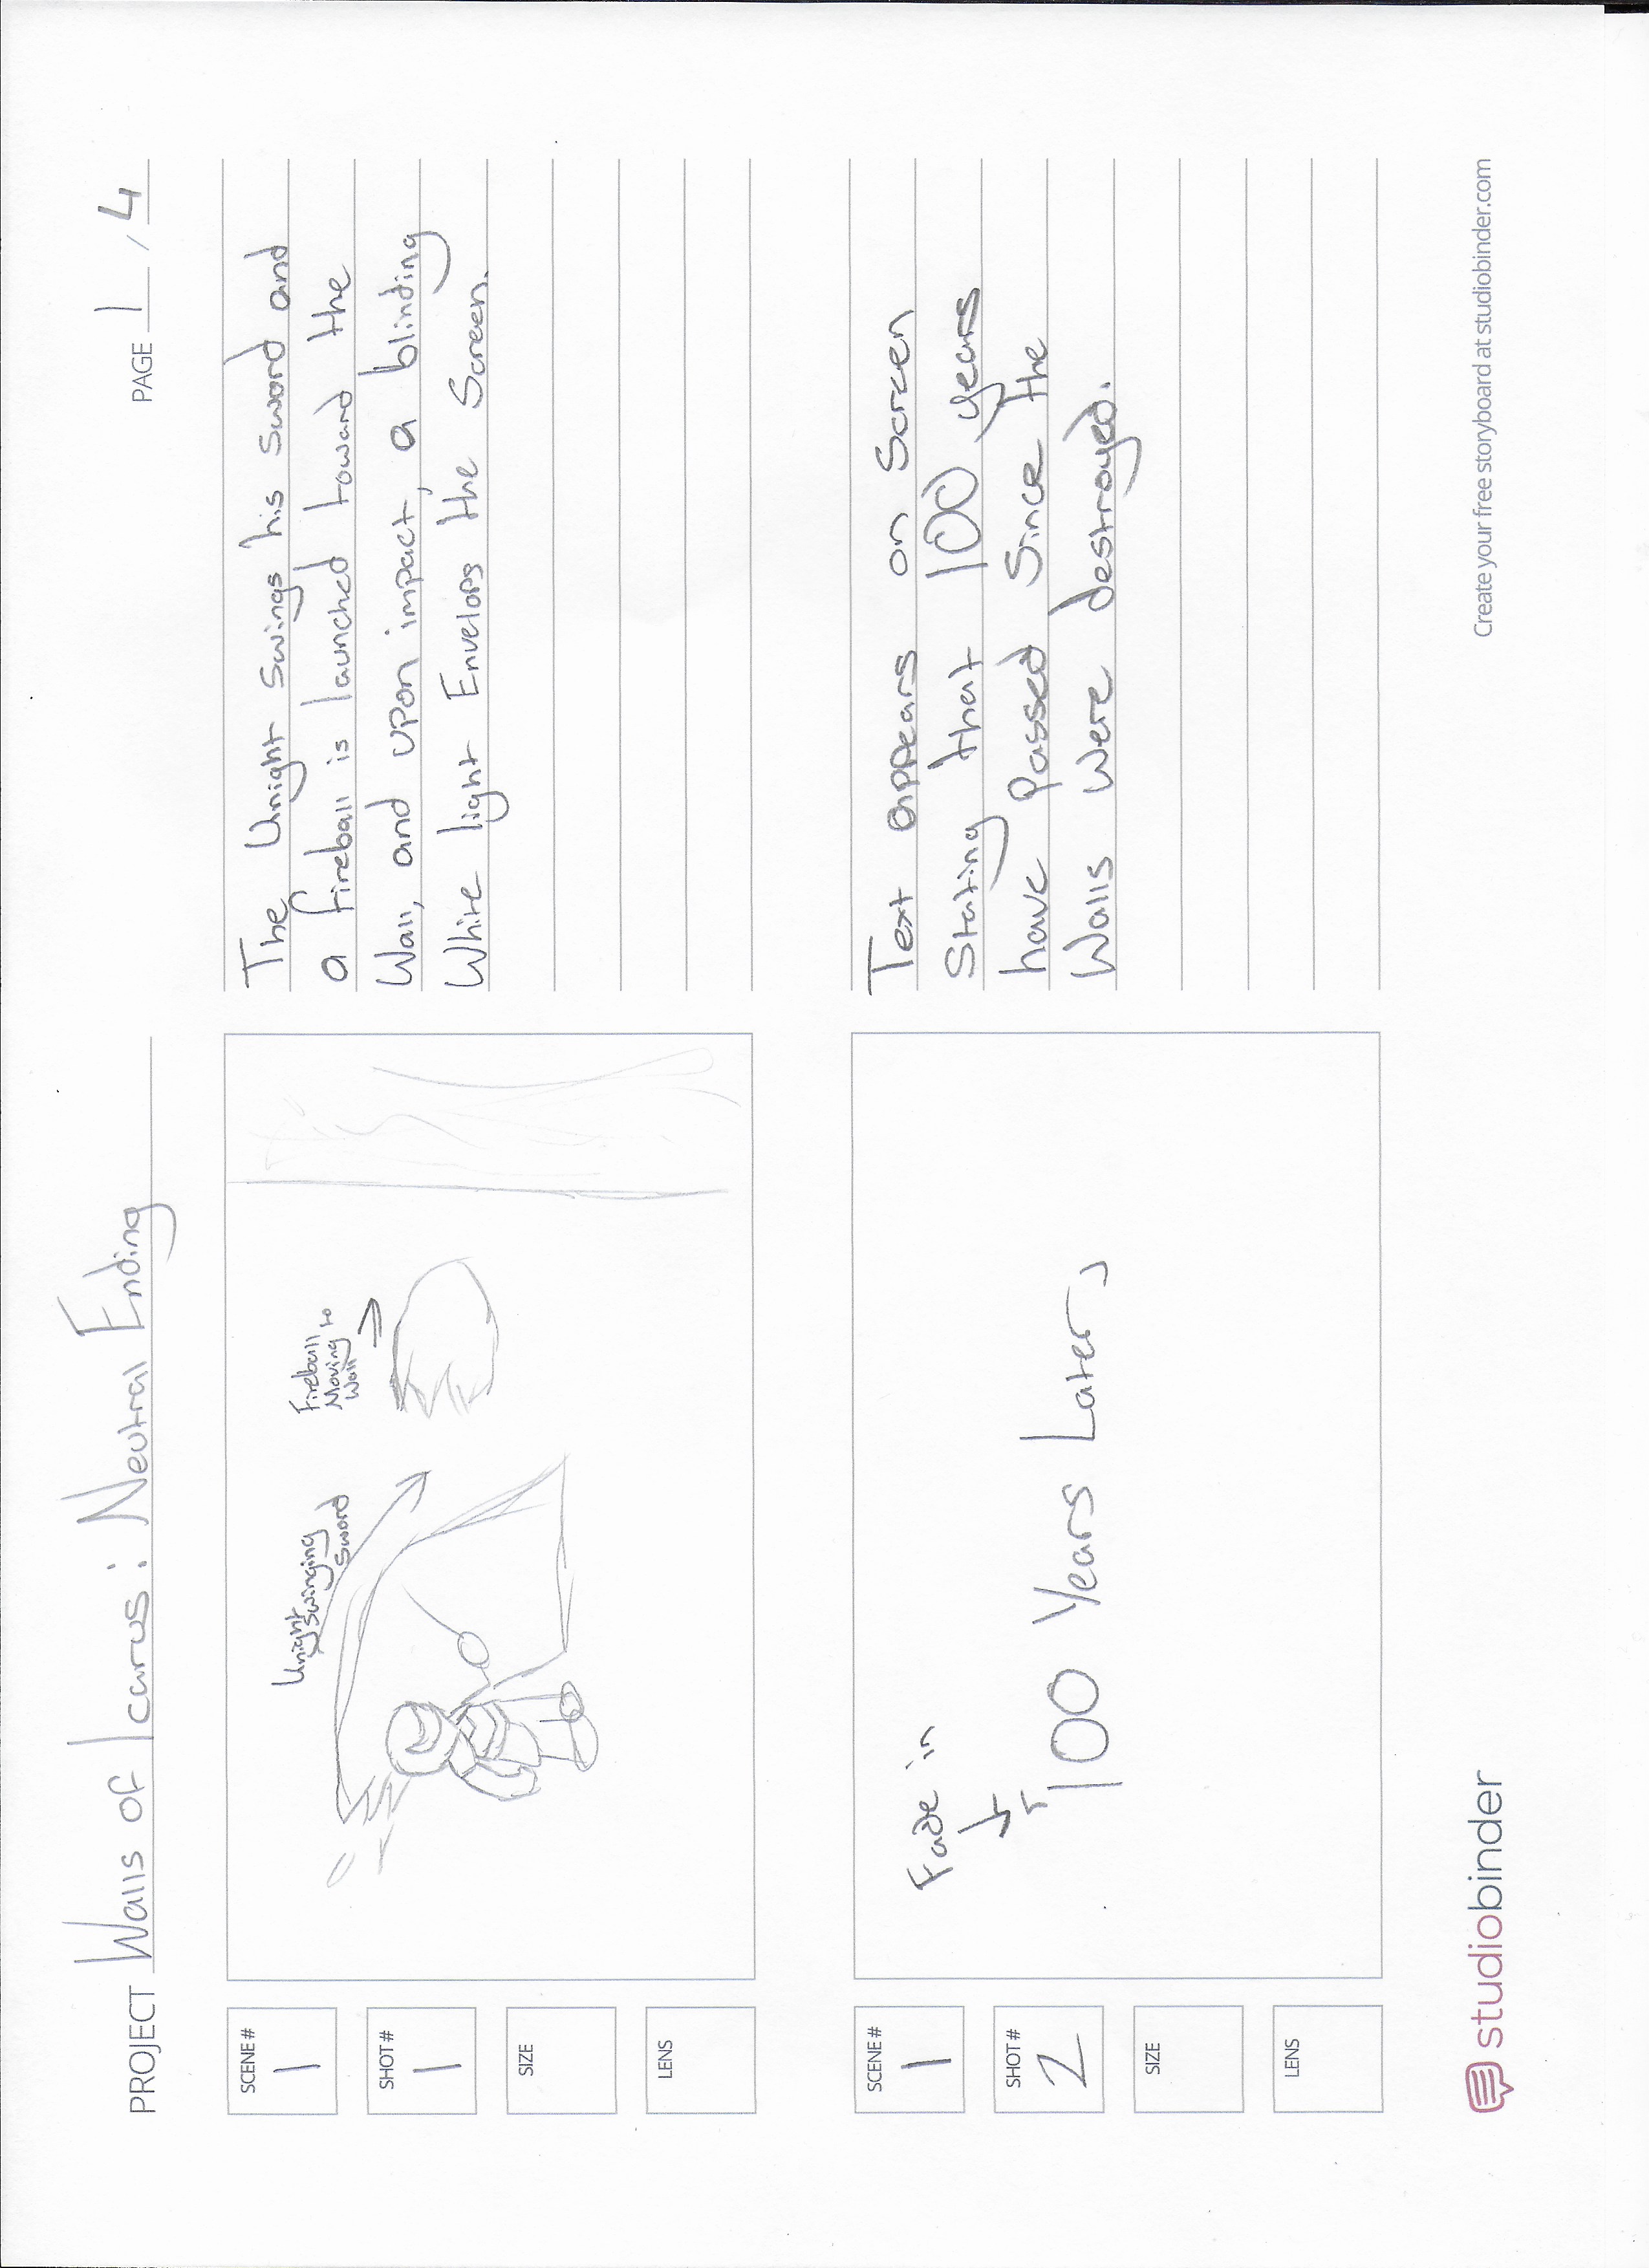 PROJECT Walls of Icarus: Neutral Ending
PAGE 1 / 4
SCENE #
1
SHOT #
1
SIZE
LENS
Unight
Swinging
Sword
Fireball
Moving to
Wall
The Unight Swings his Sword and
a fireball is launched toward the
Wall, and upon impact, a blinding
White light Envelops the Screen.
SCENE #
1
SHOT #
2
SIZE
LENS
Fade in
100 Years Later,
Text appears on Screen
Stating that 100 years
have Passed Since the
Walls Were destroyed.
studiobinder
Create your free storyboard at studiobinder.com